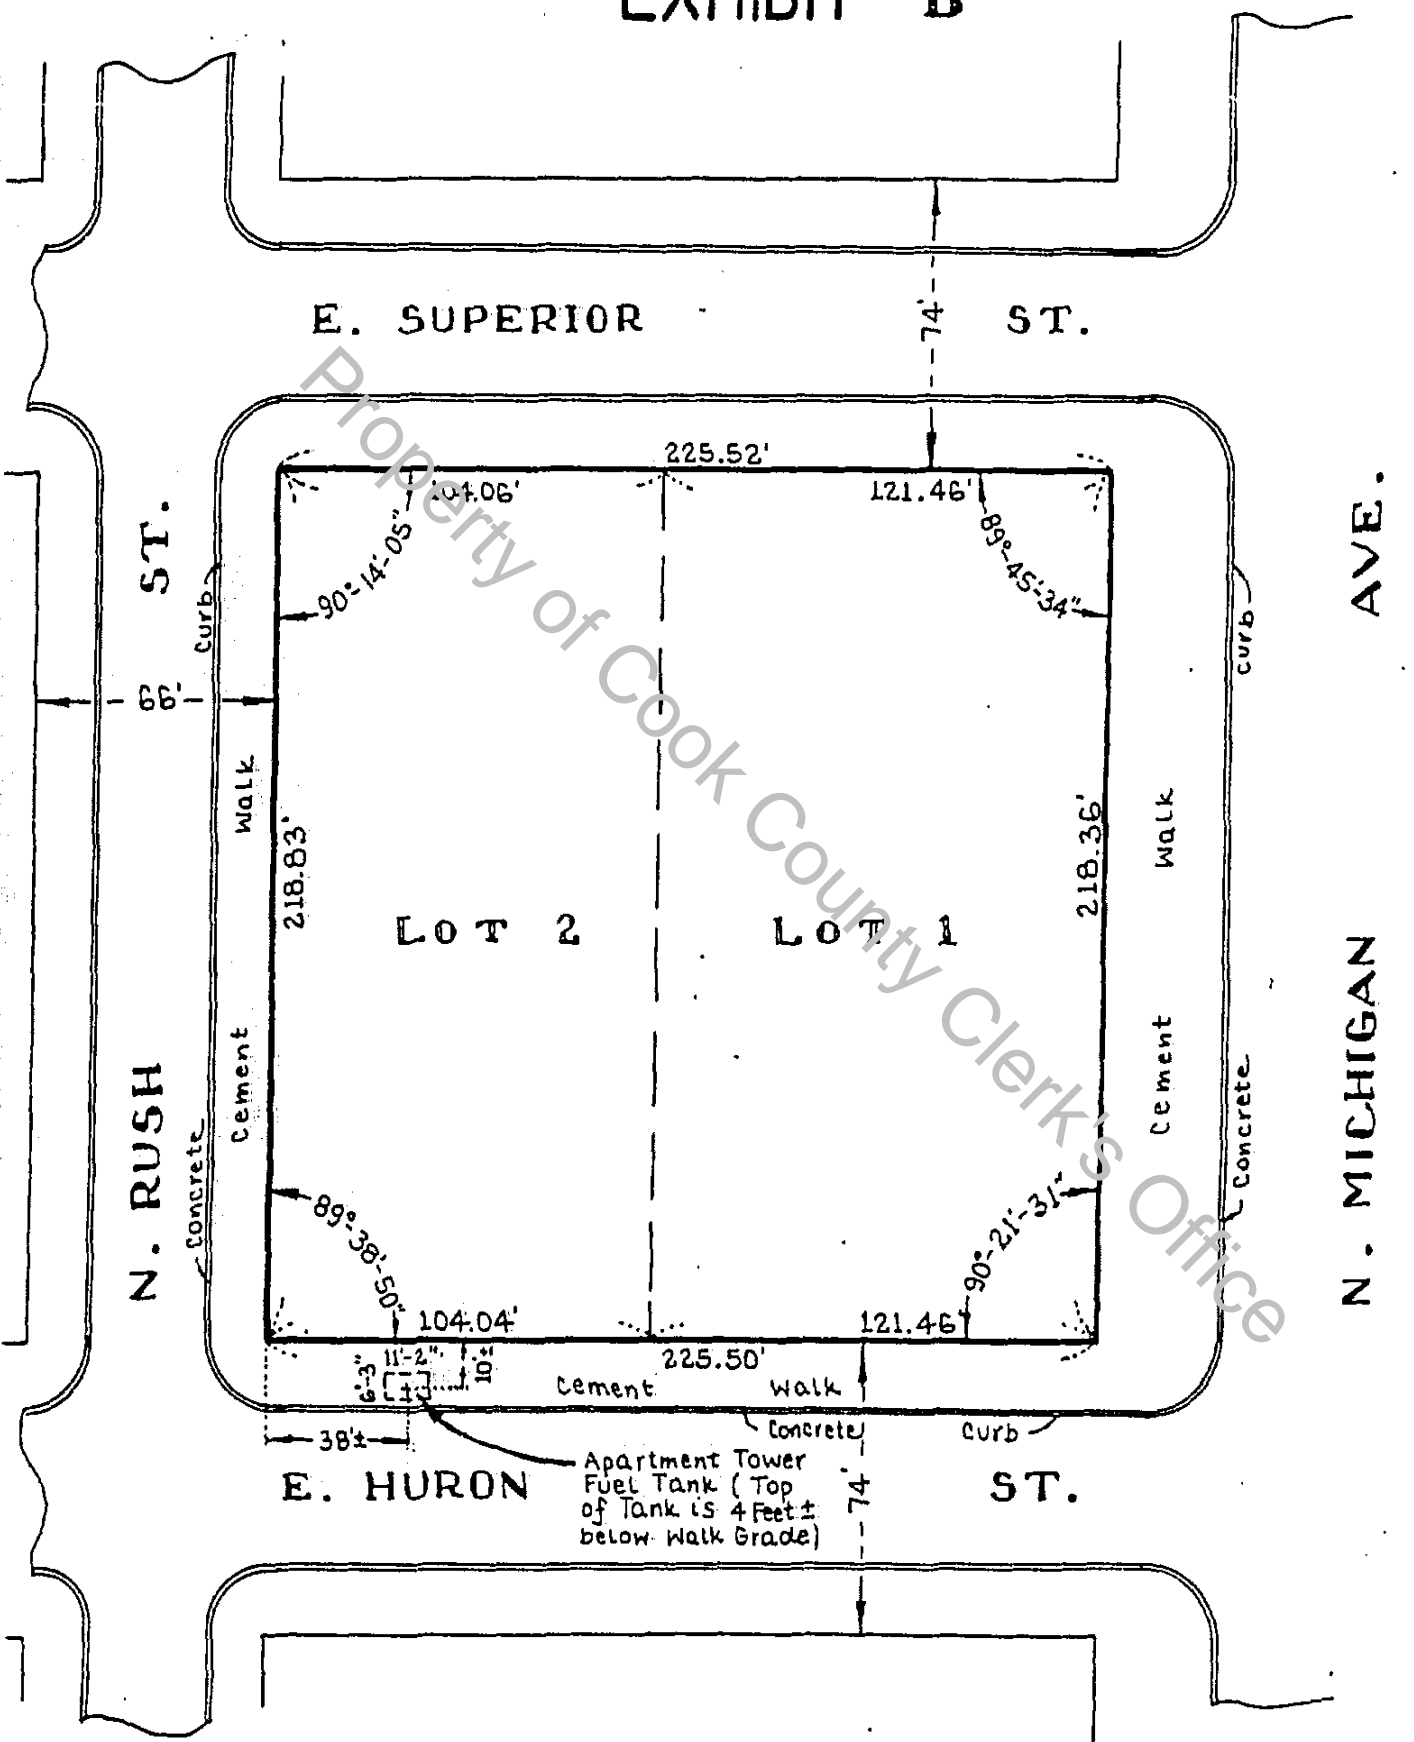 EXHIBIT B
E. SUPERIOR ST.
74'
225.52'
104.06'
121.46'
90°-14'-05"
89°-45'-34"
N. RUSH ST.
66'
Curb
Concrete
Cement Walk
218.83'
LOT 2
LOT 1
218.36'
Cement Walk
Curb
Concrete
N. MICHIGAN AVE.
89°-38'-50"
90°-21'-31"
104.04'
121.46'
225.50'
11'-2"
6'-3"
10'±
38'±
Cement Walk
Concrete Curb
Apartment Tower
Fuel Tank (Top
of Tank is 4 Feet ±
below Walk Grade)
74'
E. HURON ST.
Property of Cook County Clerk's Office